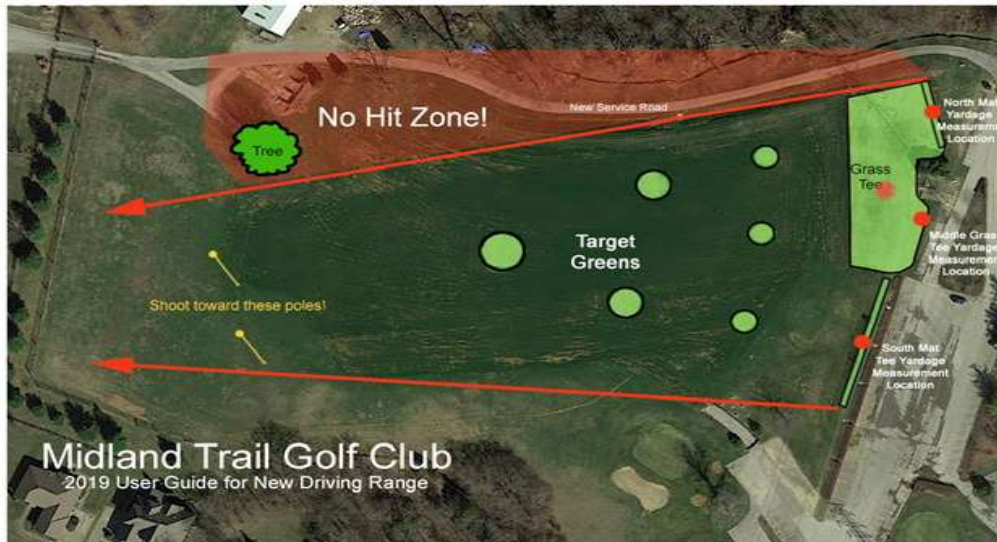 No Hit Zone!
New Service Road
North Mat
Yardage
Measurement
Location
Tree
Grass
Tee
Target
Greens
Middle Grass
Tee Yardage
Measurement
Location
Shoot toward these poles!
South Mat
Tee Yardage
Measurement
Location
Midland Trail Golf Club
2019 User Guide for New Driving Range